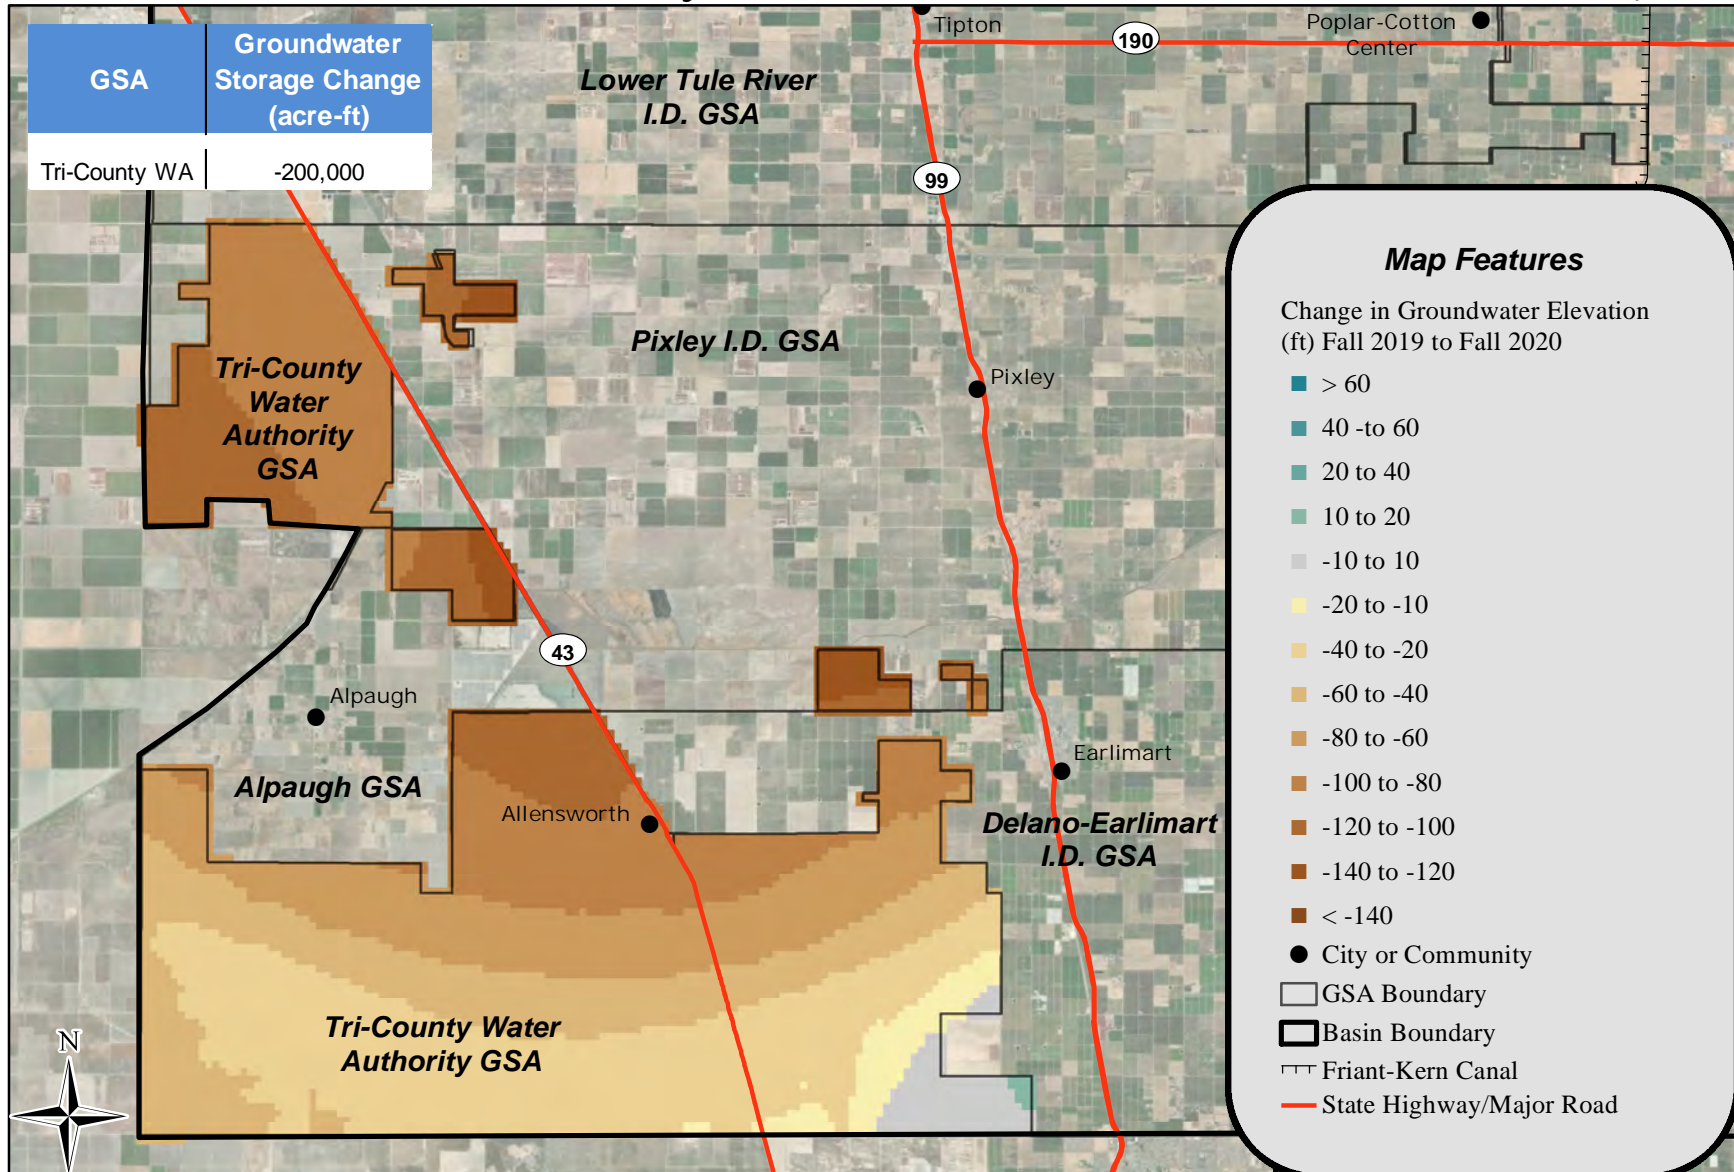 GSA
Groundwater
Storage Change
(acre-ft)
Tri-County WA
-200,000
Tipton
190
Poplar-Cotton
Center
Lower Tule River
I.D. GSA
99
Tri-County
Water
Authority
GSA
Pixley I.D. GSA
Pixley
43
Alpaugh
Alpaugh GSA
Allensworth
Earlimart
Delano-Earlimart
I.D. GSA
Tri-County Water
Authority GSA
N
Map Features
Change in Groundwater Elevation
(ft) Fall 2019 to Fall 2020
> 60
40 -to 60
20 to 40
10 to 20
-10 to 10
-20 to -10
-40 to -20
-60 to -40
-80 to -60
-100 to -80
-120 to -100
-140 to -120
< -140
City or Community
GSA Boundary
Basin Boundary
Friant-Kern Canal
State Highway/Major Road